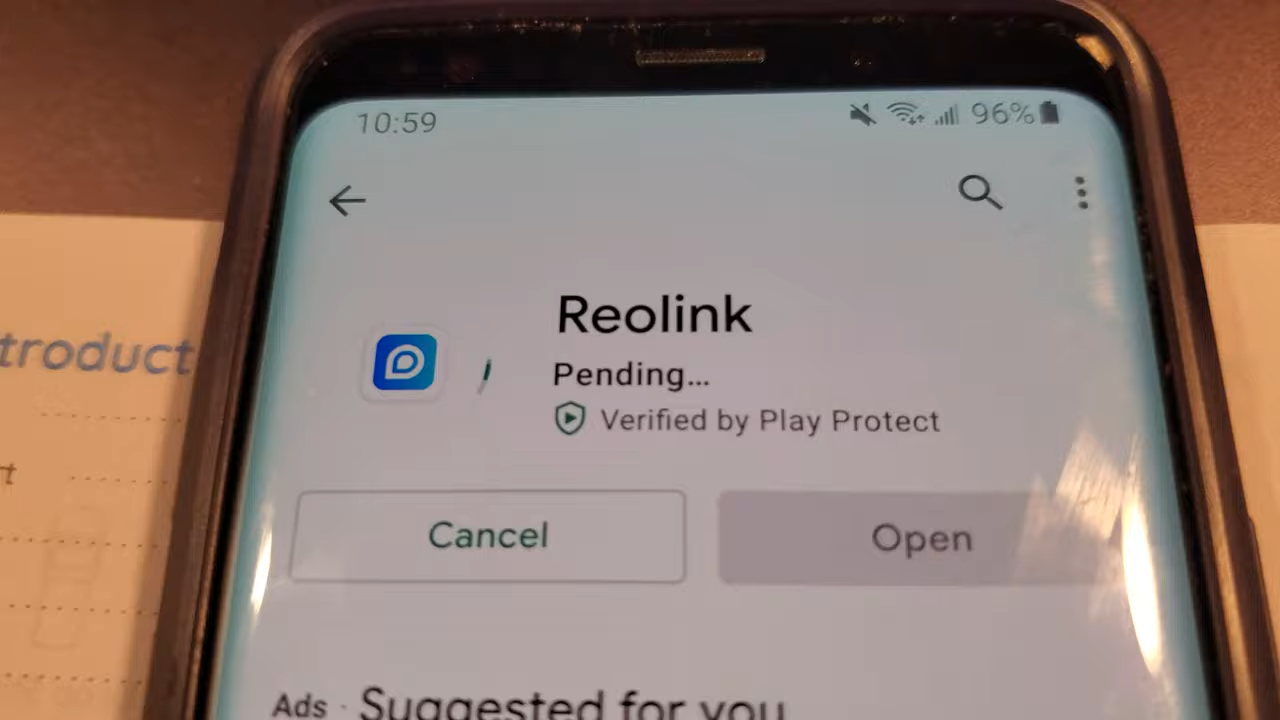 10:59 96%
Reolink
Pending...
Verified by Play Protect
Cancel Open
Ads · Suggested for you
troduct